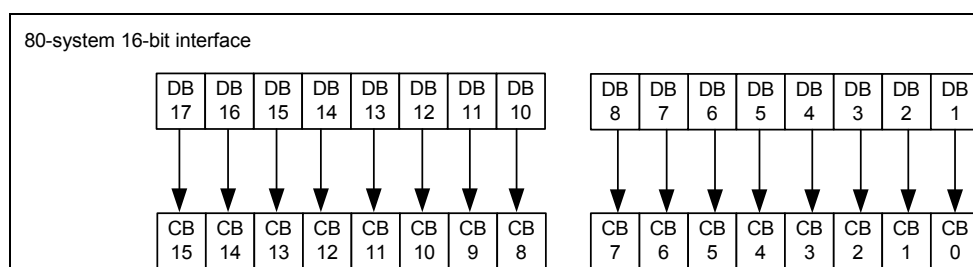 80-system 16-bit interface
DB DB DB DB DB DB DB DB DB DB DB DB DB DB DB DB
17 16 15 14 13 12 11 10 8 7 6 5 4 3 2 1
CB CB CB CB CB CB CB CB CB CB CB CB CB CB CB CB
15 14 13 12 11 10 9 8 7 6 5 4 3 2 1 0